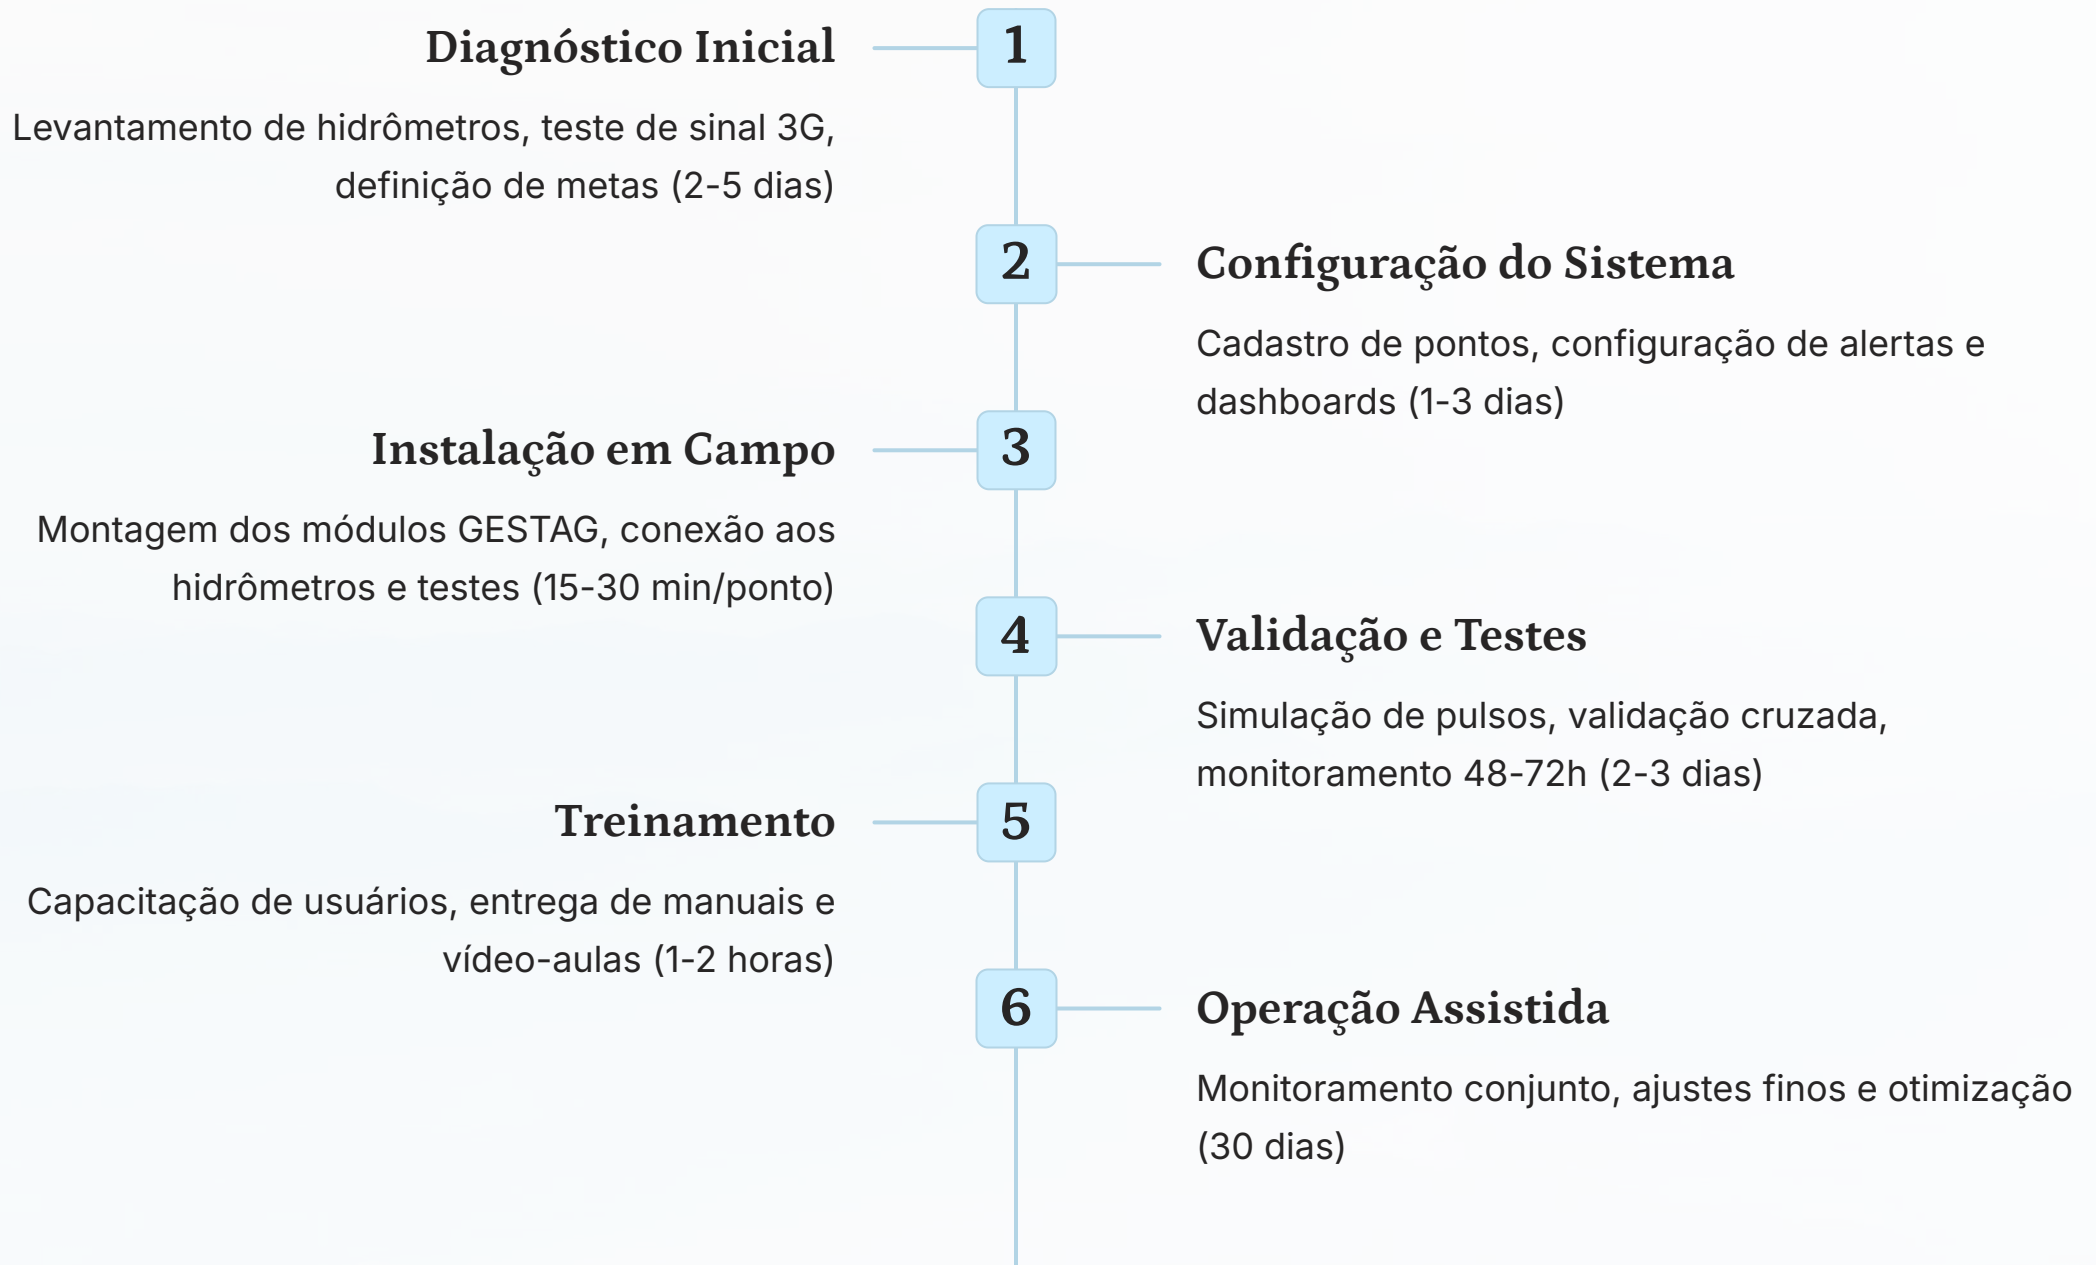 Diagnóstico Inicial
1
Levantamento de hidrômetros, teste de sinal 3G,
definição de metas (2-5 dias)
2
Configuração do Sistema
Cadastro de pontos, configuração de alertas e
dashboards (1-3 dias)
Instalação em Campo
3
Montagem dos módulos GESTAG, conexão aos
hidrômetros e testes (15-30 min/ponto)
4
Validação e Testes
Simulação de pulsos, validação cruzada,
monitoramento 48-72h (2-3 dias)
Treinamento
5
Capacitação de usuários, entrega de manuais e
vídeo-aulas (1-2 horas)
6
Operação Assistida
Monitoramento conjunto, ajustes finos e otimização
(30 dias)